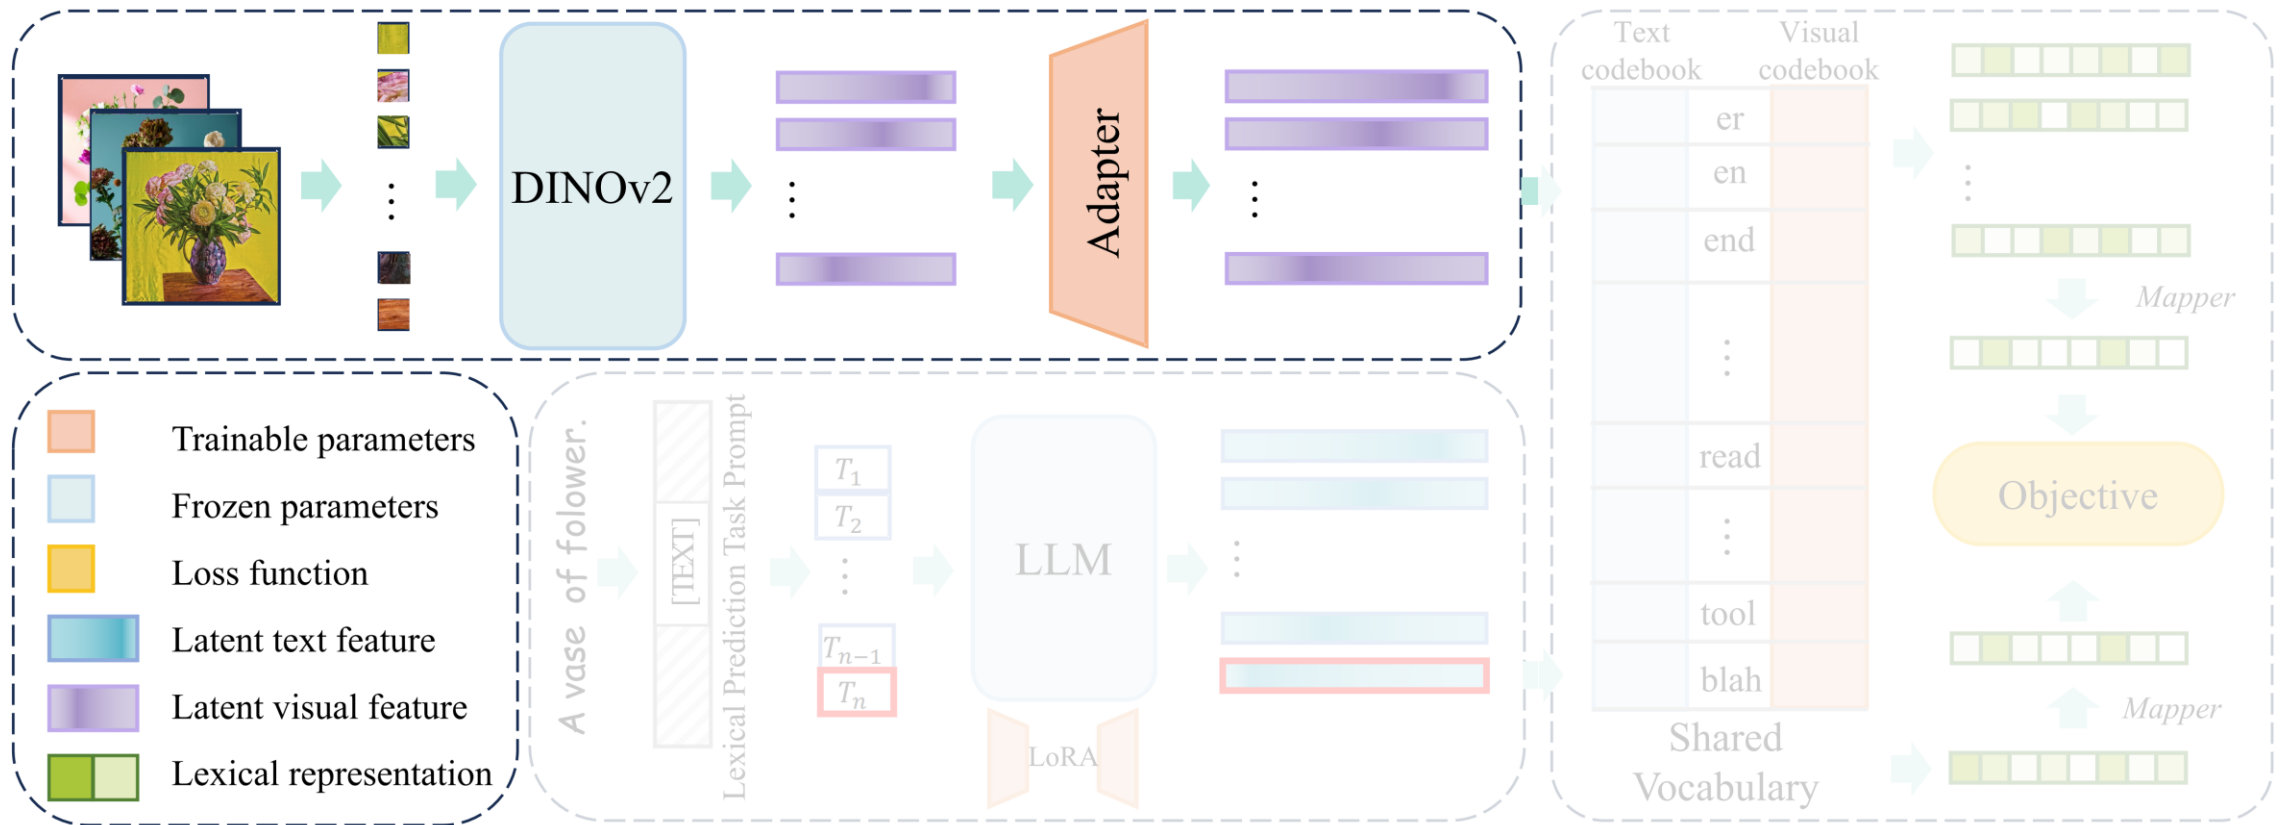 DINOv2
Adapter
Text
codebook
Visual
codebook
er
en
end
read
tool
blah
Shared
Vocabulary
Mapper
Objective
Mapper
Trainable parameters
Frozen parameters
Loss function
Latent text feature
Latent visual feature
Lexical representation
A vase of folower.
[TEXT]
Lexical Prediction Task Prompt
T1
T2
Tn−1
Tn
LLM
LoRA